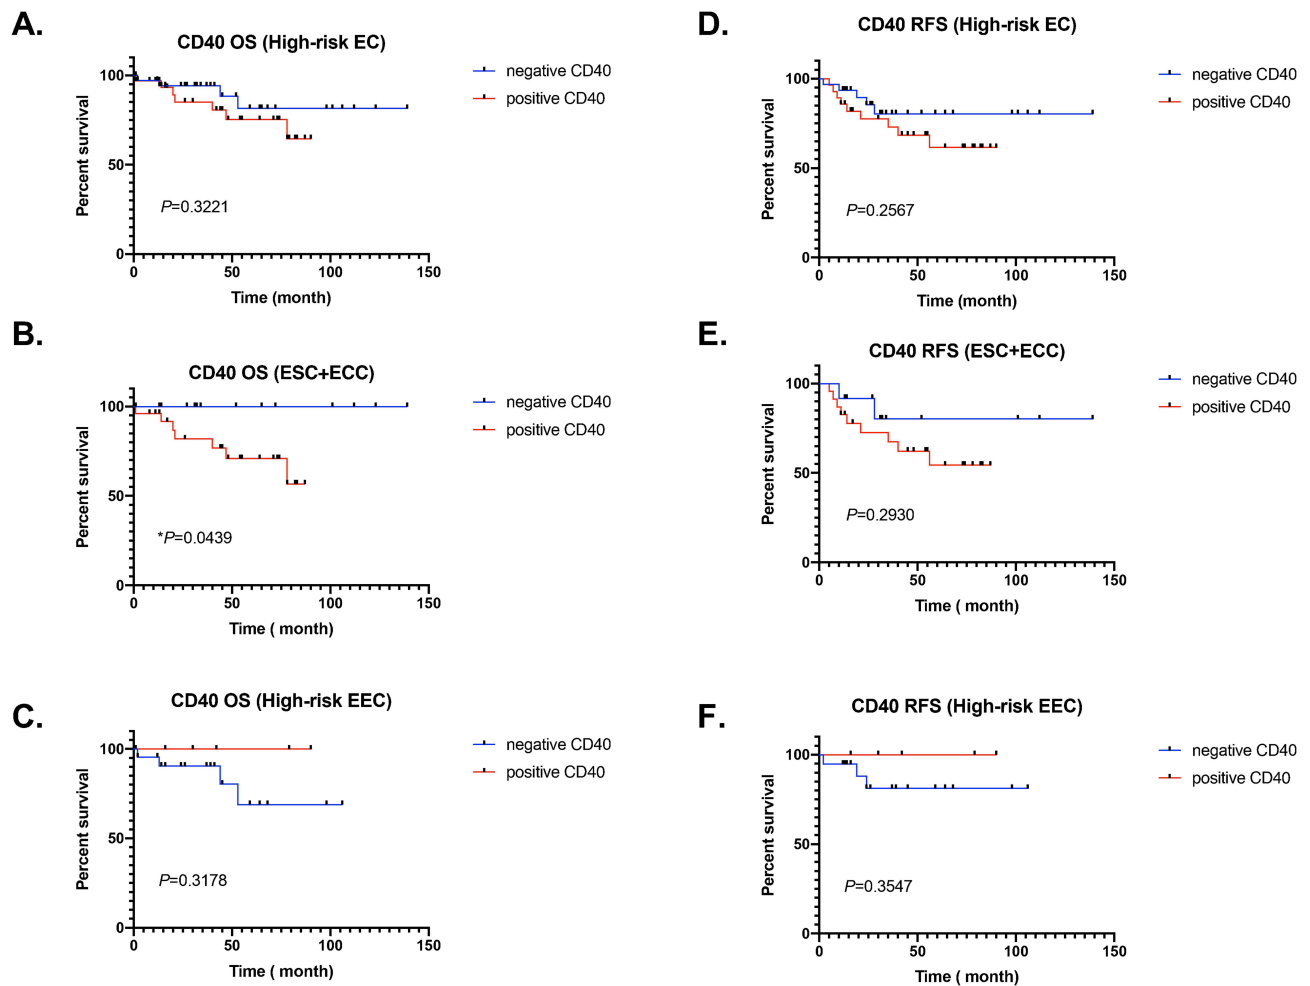 A.
CD40 OS (High-risk EC)
Percent survival
100
50
0
0 50 100 150
Time (month)
P=0.3221
negative CD40
positive CD40
D.
CD40 RFS (High-risk EC)
Percent survival
100
50
0
0 50 100 150
Time (month)
P=0.2567
negative CD40
positive CD40
B.
CD40 OS (ESC+ECC)
Percent survival
100
50
0
0 50 100 150
Time ( month)
*P=0.0439
negative CD40
positive CD40
E.
CD40 RFS (ESC+ECC)
Percent survival
100
50
0
0 50 100 150
Time ( month)
P=0.2930
negative CD40
positive CD40
C.
CD40 OS (High-risk EEC)
Percent survival
100
50
0
0 50 100 150
Time ( month)
P=0.3178
negative CD40
positive CD40
F.
CD40 RFS (High-risk EEC)
Percent survival
100
50
0
0 50 100 150
Time ( month)
P=0.3547
negative CD40
positive CD40